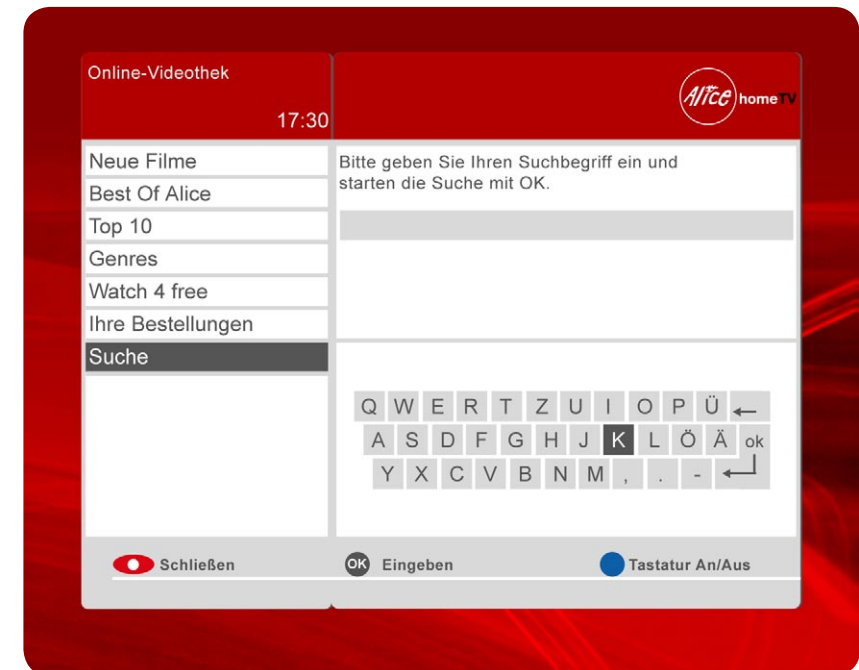 Online-Videothek
17:30
Alice homeTV
Neue Filme
Best Of Alice
Top 10
Genres
Watch 4 free
Ihre Bestellungen
Suche
Bitte geben Sie Ihren Suchbegriff ein und
starten die Suche mit OK.
Q W E R T Z U I O P Ü ←
A S D F G H J K L Ö Ä ok
Y X C V B N M , . -
Schließen OK Eingeben Tastatur An/Aus